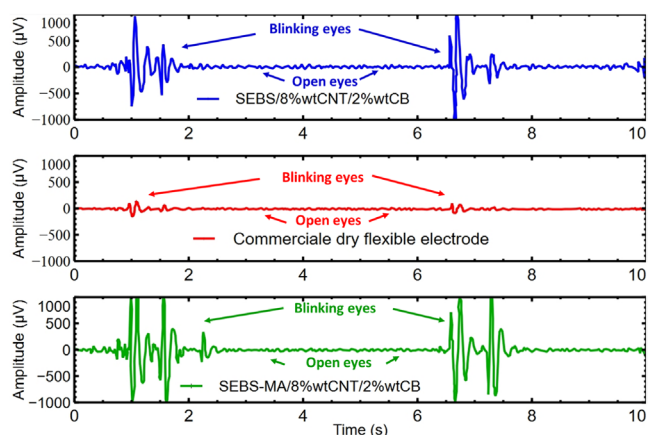 1000
Blinking eyes
500
0
Open eyes
-500
SEBS/8%wtCNT/2%wtCB
-1000
Amplitude (µV)
0 2 4 6 8 10
1000
Blinking eyes
500
0
Open eyes
Commerciale dry flexible electrode
−1000
Amplitude (µV)
0 2 4 6 8 10
1000
Blinking eyes
500
0
Open eyes
-500
SEBS-MA/8%wtCNT/2%wtCB
-1000
Amplitude (µV)
0 2 4 6 8 10
Time (s)